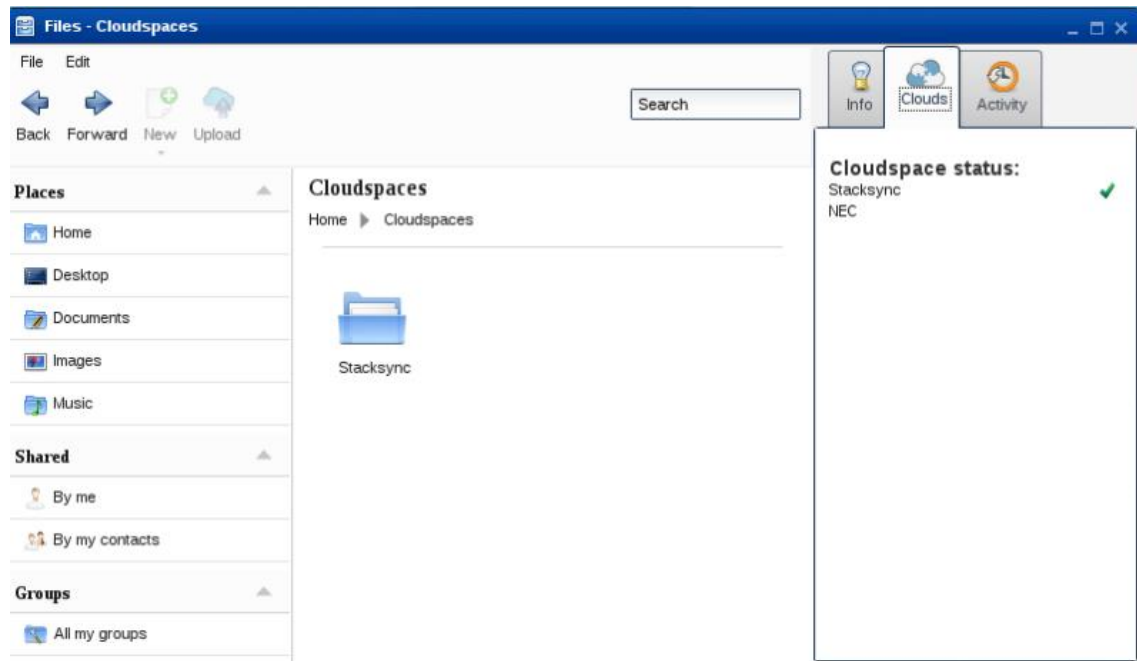 Files - Cloudspaces
File Edit
Back Forward New Upload
Search
Info Clouds Activity
Places
Home
Desktop
Documents
Images
Music
Shared
By me
By my contacts
Groups
All my groups
Cloudspaces
Home Cloudspaces
Stacksync
Cloudspace status:
Stacksync
NEC